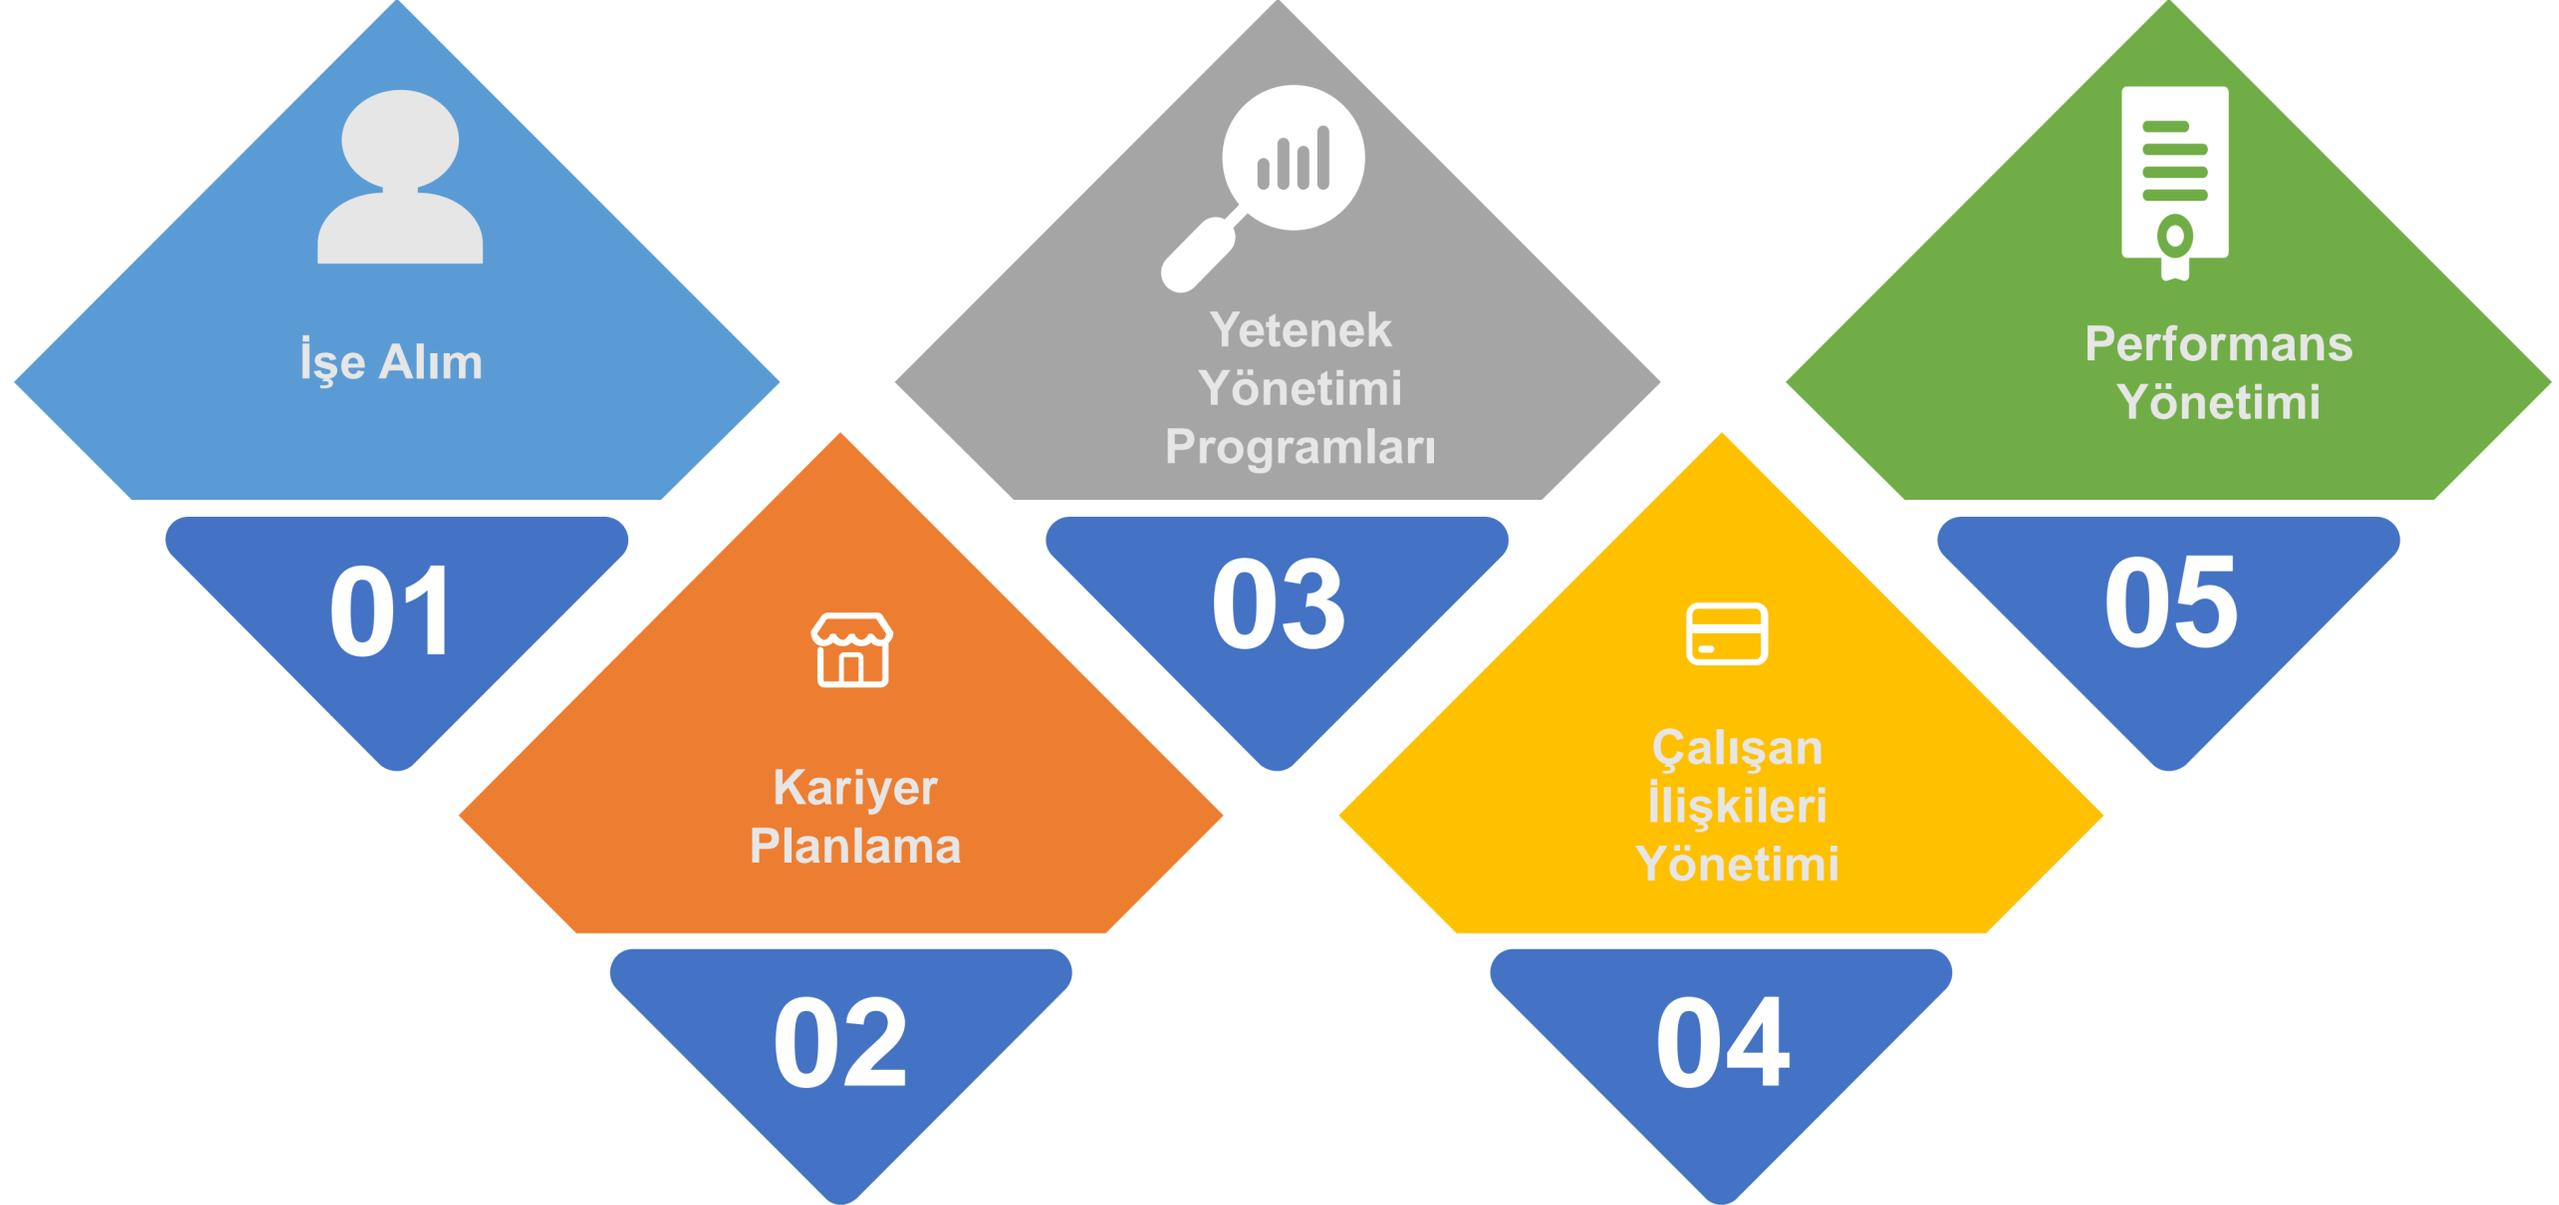 İşe Alım
01
Kariyer
Planlama
02
Yetenek
Yönetimi
Programları
03
Çalışan
İlişkileri
Yönetimi
04
Performans
Yönetimi
05